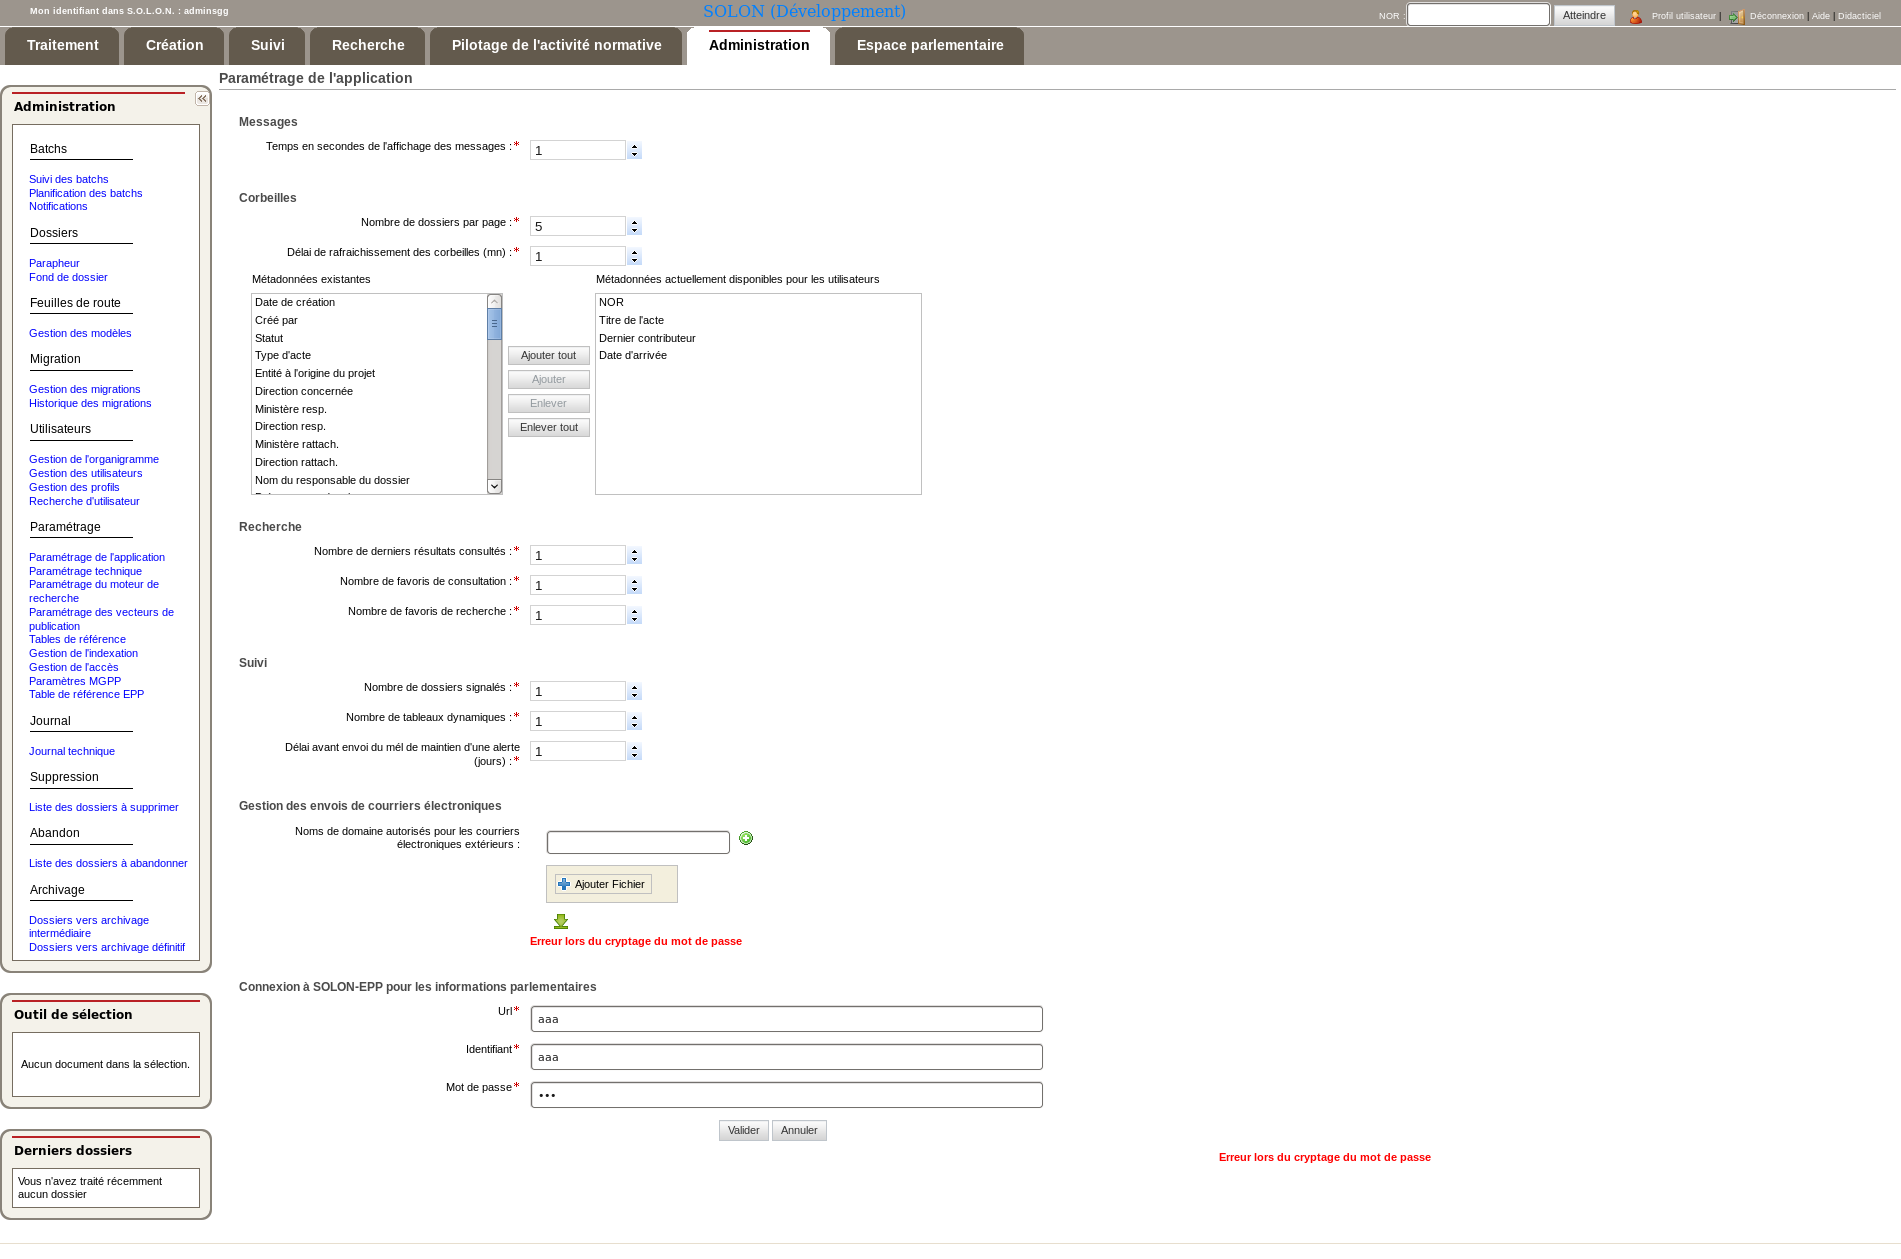 Mon identifiant dans S.O.L.O.N. : adminsgg
SOLON (Développement)
NOR :
Atteindre
Profil utilisateur | Déconnexion | Aide | Didacticiel
Traitement
Création
Suivi
Recherche
Pilotage de l'activité normative
Administration
Espace parlementaire
Administration
Batchs
Suivi des batchs
Planification des batchs
Notifications
Dossiers
Parapheur
Fond de dossier
Feuilles de route
Gestion des modèles
Migration
Gestion des migrations
Historique des migrations
Utilisateurs
Gestion de l'organigramme
Gestion des utilisateurs
Gestion des profils
Recherche d'utilisateur
Paramétrage
Paramétrage de l'application
Paramétrage technique
Paramétrage du moteur de
recherche
Paramétrage des vecteurs de
publication
Tables de référence
Gestion de l'indexation
Gestion de l'accès
Paramètres MGPP
Table de référence EPP
Journal
Journal technique
Suppression
Liste des dossiers à supprimer
Abandon
Liste des dossiers à abandonner
Archivage
Dossiers vers archivage
intermédiaire
Dossiers vers archivage définitif
Outil de sélection
Aucun document dans la sélection.
Derniers dossiers
Vous n'avez traité récemment
aucun dossier
Paramétrage de l'application
Messages
Temps en secondes de l'affichage des messages :* 1
Corbeilles
Nombre de dossiers par page :* 5
Délai de rafraichissement des corbeilles (mn) :* 1
Métadonnées existantes
Date de création
Créé par
Statut
Type d'acte
Entité à l'origine du projet
Direction concernée
Ministère resp.
Direction resp.
Ministère rattach.
Direction rattach.
Nom du responsable du dossier
Ajouter tout
Ajouter
Enlever
Enlever tout
Métadonnées actuellement disponibles pour les utilisateurs
NOR
Titre de l'acte
Dernier contributeur
Date d'arrivée
Recherche
Nombre de derniers résultats consultés :* 1
Nombre de favoris de consultation :* 1
Nombre de favoris de recherche :* 1
Suivi
Nombre de dossiers signalés :* 1
Nombre de tableaux dynamiques :* 1
Délai avant envoi du mél de maintien d'une alerte
(jours) :* 1
Gestion des envois de courriers électroniques
Noms de domaine autorisés pour les courriers
électroniques extérieurs :
Ajouter Fichier
Erreur lors du cryptage du mot de passe
Connexion à SOLON-EPP pour les informations parlementaires
Url* aaa
Identifiant* aaa
Mot de passe* •••
Valider
Annuler
Erreur lors du cryptage du mot de passe